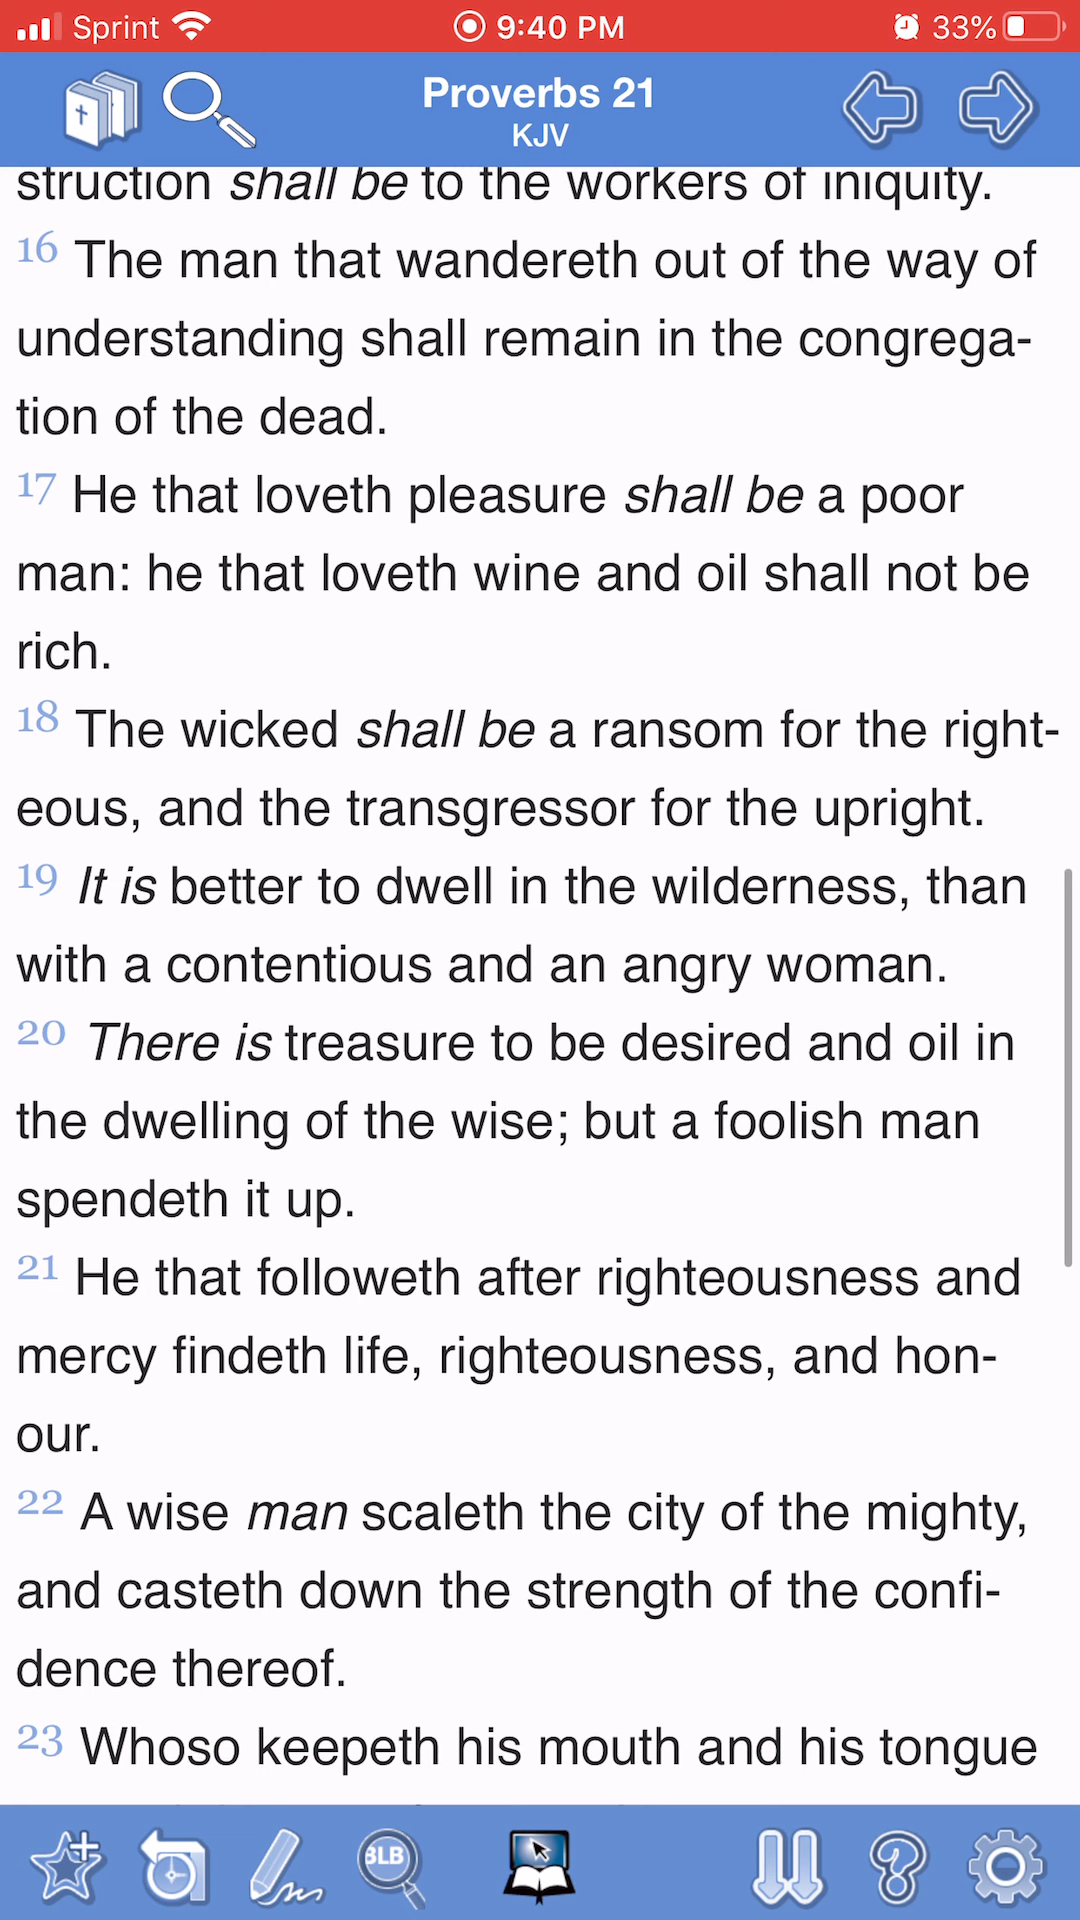 Sprint 9:40 PM 33%
Proverbs 21
KJV
struction shall be to the workers of iniquity.
16 The man that wandereth out of the way of
understanding shall remain in the congrega-
tion of the dead.
17 He that loveth pleasure shall be a poor
man: he that loveth wine and oil shall not be
rich.
18 The wicked shall be a ransom for the right-
eous, and the transgressor for the upright.
19 It is better to dwell in the wilderness, than
with a contentious and an angry woman.
20 There is treasure to be desired and oil in
the dwelling of the wise; but a foolish man
spendeth it up.
21 He that followeth after righteousness and
mercy findeth life, righteousness, and hon-
our.
22 A wise man scaleth the city of the mighty,
and casteth down the strength of the confi-
dence thereof.
23 Whoso keepeth his mouth and his tongue
BLB